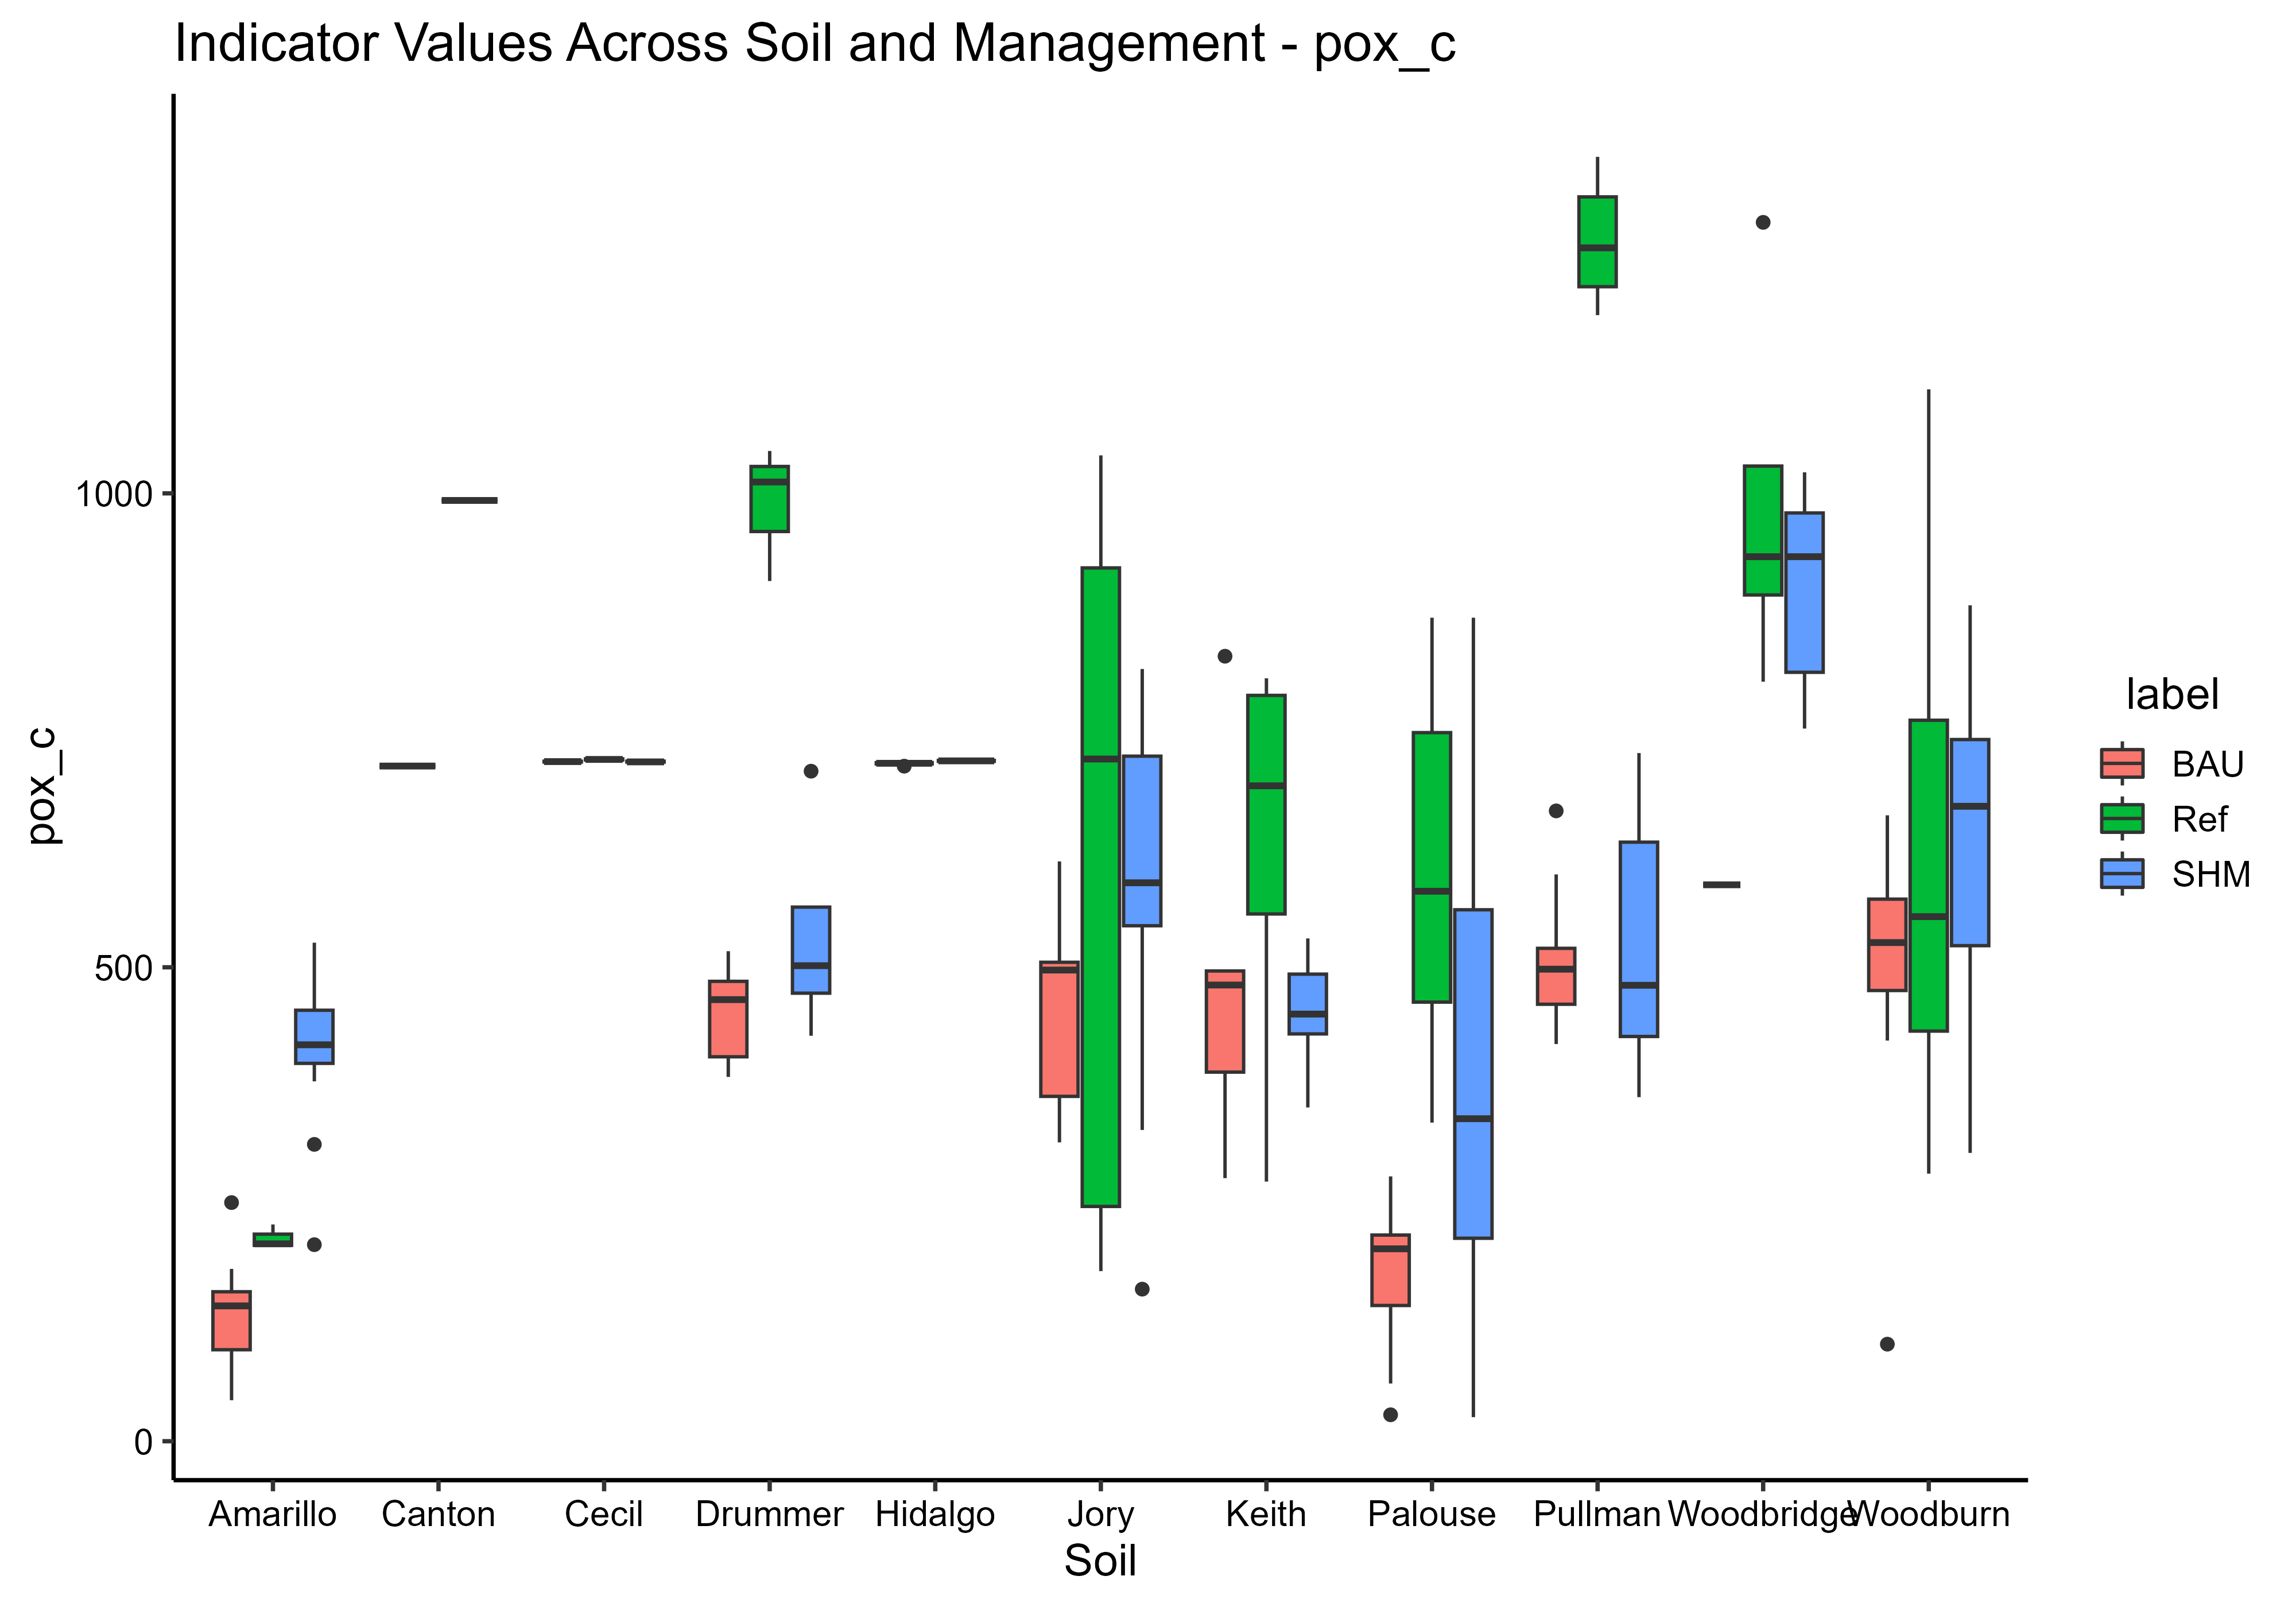 Indicator Values Across Soil and Management - pox_c
pox_c
1000
500
0
Amarillo Canton Cecil Drummer Hidalgo Jory Keith Palouse Pullman Woodbridge Woodburn
Soil
label
BAU
Ref
SHM